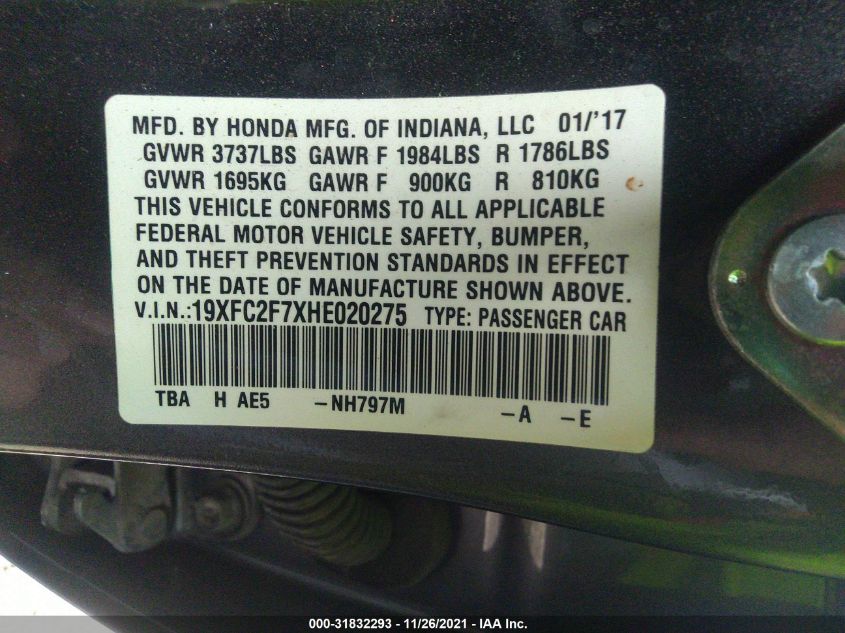 MFD. BY HONDA MFG. OF INDIANA, LLC 01/'17
GVWR 3737LBS GAWR F 1984LBS R 1786LBS
GVWR 1695KG GAWR F 900KG R 810KG
THIS VEHICLE CONFORMS TO ALL APPLICABLE
FEDERAL MOTOR VEHICLE SAFETY, BUMPER,
AND THEFT PREVENTION STANDARDS IN EFFECT
ON THE DATE OF MANUFACTURE SHOWN ABOVE.
V.I.N.:19XFC2F7XHE020275 TYPE: PASSENGER CAR
TBA H AE5 -NH797M -A -E
000-31832293 - 11/26/2021 - IAA Inc.